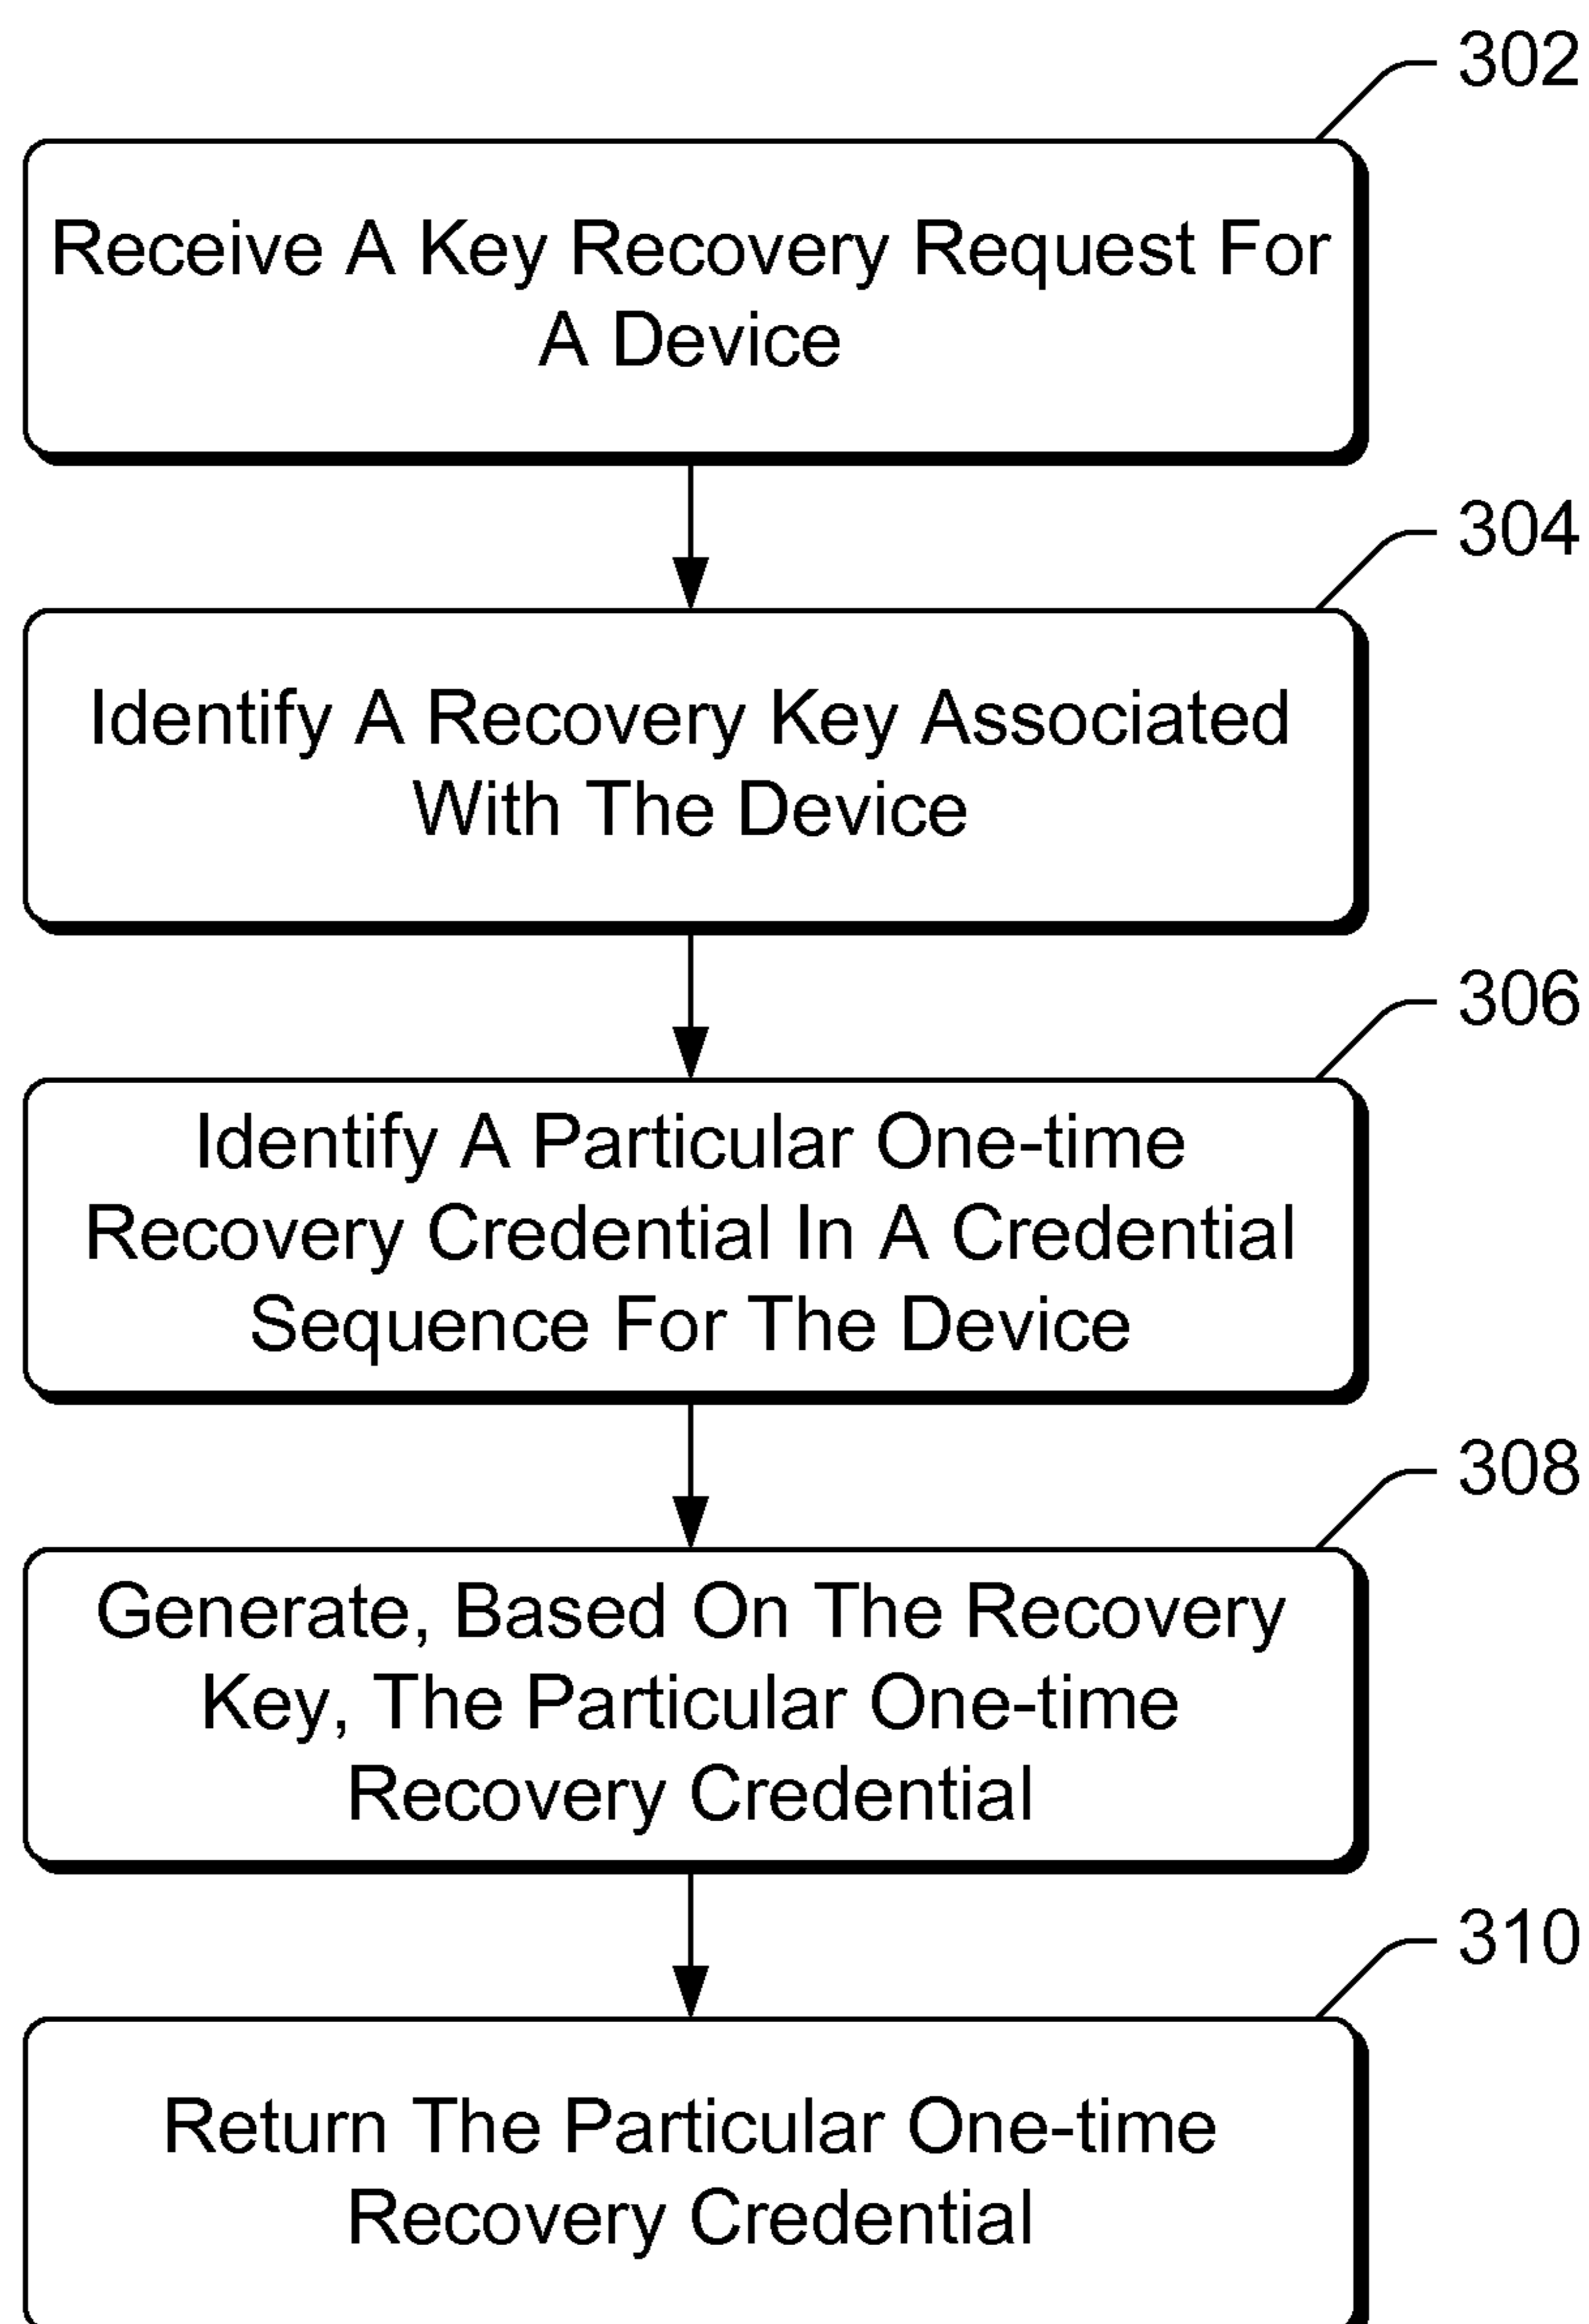 302
Receive A Key Recovery Request For
A Device
304
Identify A Recovery Key Associated
With The Device
306
Identify A Particular One-time
Recovery Credential In A Credential
Sequence For The Device
308
Generate, Based On The Recovery
Key, The Particular One-time
Recovery Credential
310
Return The Particular One-time
Recovery Credential